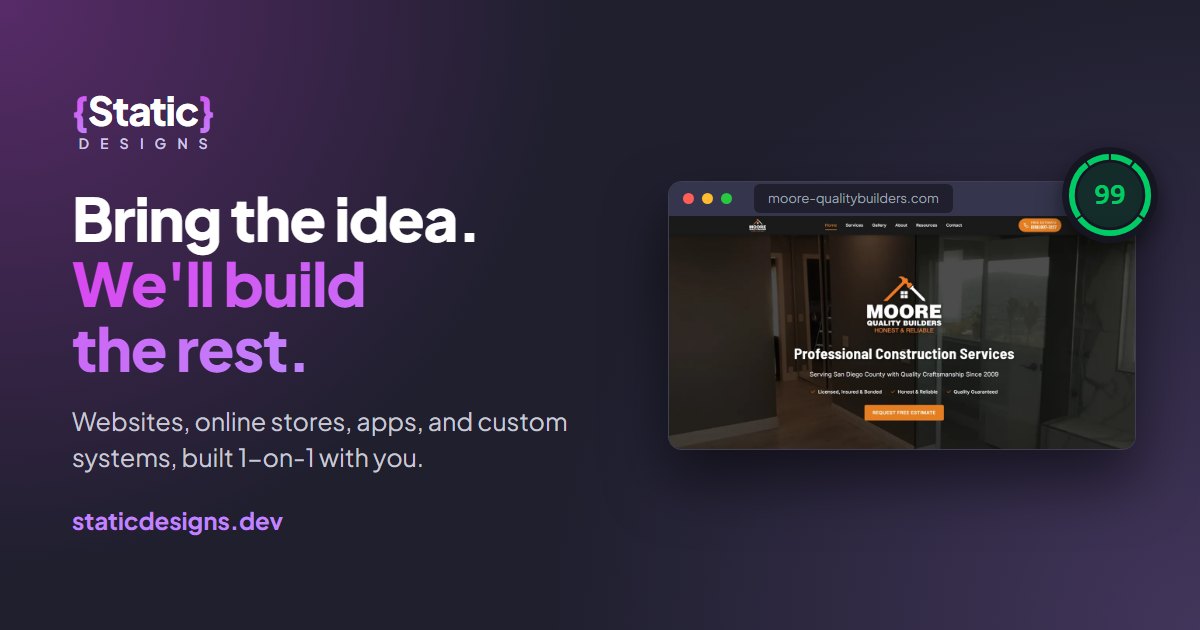 {Static}
DESIGNS
Bring the idea.
We'll build
the rest.
Websites, online stores, apps, and custom
systems, built 1–on-1 with you.
staticdesigns.dev
moore-qualitybuilders.com
99
MOORE
Home Services Gallery About Resources Contact
FREE ESTIMATE
MOORE
QUALITY BUILDERS
HONEST & RELIABLE
Professional Construction Services
Serving San Diego County with Quality Craftsmanship Since 2009
Licensed, Insured & Bonded Honest & Reliable Quality Guaranteed
REQUEST FREE ESTIMATE